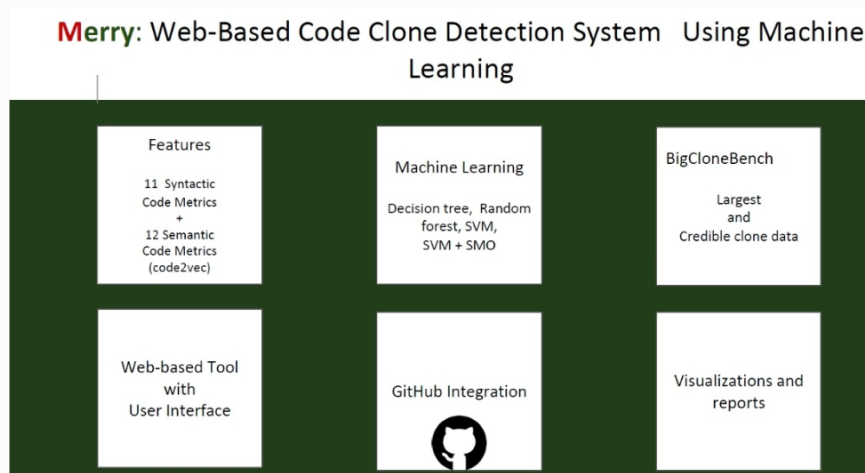 Merry: Web-Based Code Clone Detection System Using Machine
Learning
Features
11 Syntactic
Code Metrics
+
12 Semantic
Code Metrics
(code2vec)
Machine Learning
Decision tree, Random
forest, SVM,
SVM + SMO
BigCloneBench
Largest
and
Credible clone data
Web-based Tool
with
User Interface
GitHub Integration
Visualizations and
reports